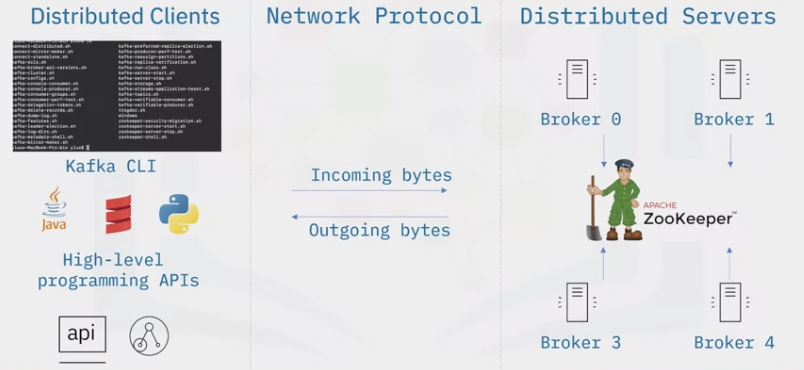 Distributed Clients
Network Protocol
Distributed Servers
connect-distributed.sh
connect-mirror-maker.sh
connect-standalone.sh
kafka-acls.sh
kafka-broker-api-versions.sh
kafka-cluster.sh
kafka-configs.sh
kafka-console-consumer.sh
kafka-console-producer.sh
kafka-consumer-groups.sh
kafka-consumer-perf-test.sh
kafka-delegation-tokens.sh
kafka-delete-records.sh
kafka-dump-log.sh
kafka-features.sh
kafka-leader-election.sh
kafka-log-dirs.sh
kafka-metadata-shell.sh
kafka-mirror-maker.sh
kafka-preferred-replica-election.sh
kafka-producer-perf-test.sh
kafka-reassign-partitions.sh
kafka-replica-verification.sh
kafka-run-class.sh
kafka-server-start.sh
kafka-server-stop.sh
kafka-storage.sh
kafka-streams-application-reset.sh
kafka-topics.sh
kafka-verifiable-consumer.sh
kafka-verifiable-producer.sh
trogdor.sh
windows
zookeeper-security-migration.sh
zookeeper-server-start.sh
zookeeper-server-stop.sh
zookeeper-shell.sh
Kafka CLI
Java
High-level
programming APIs
api
Incoming bytes
Outgoing bytes
Broker 0
Broker 1
APACHE
ZooKeeper™
Broker 3
Broker 4